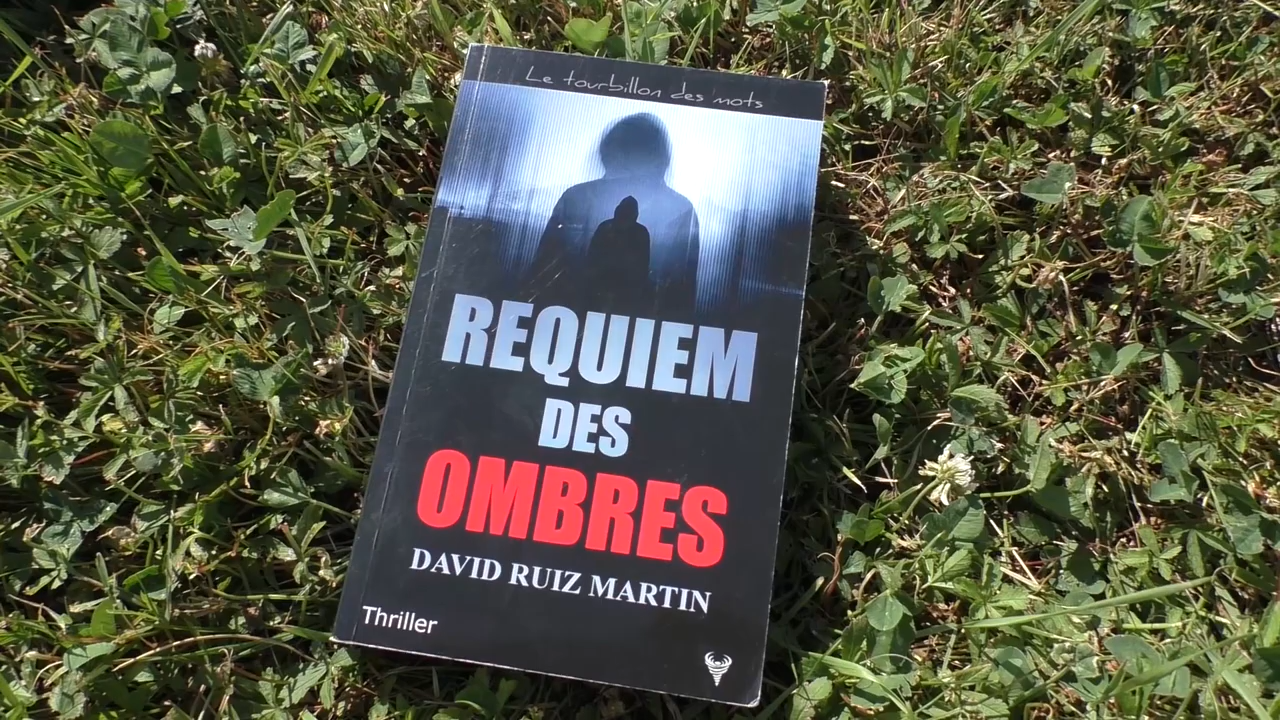 Le tourbillon des mots
REQUIEM
DES
OMBRES
DAVID RUIZ MARTIN
Thriller